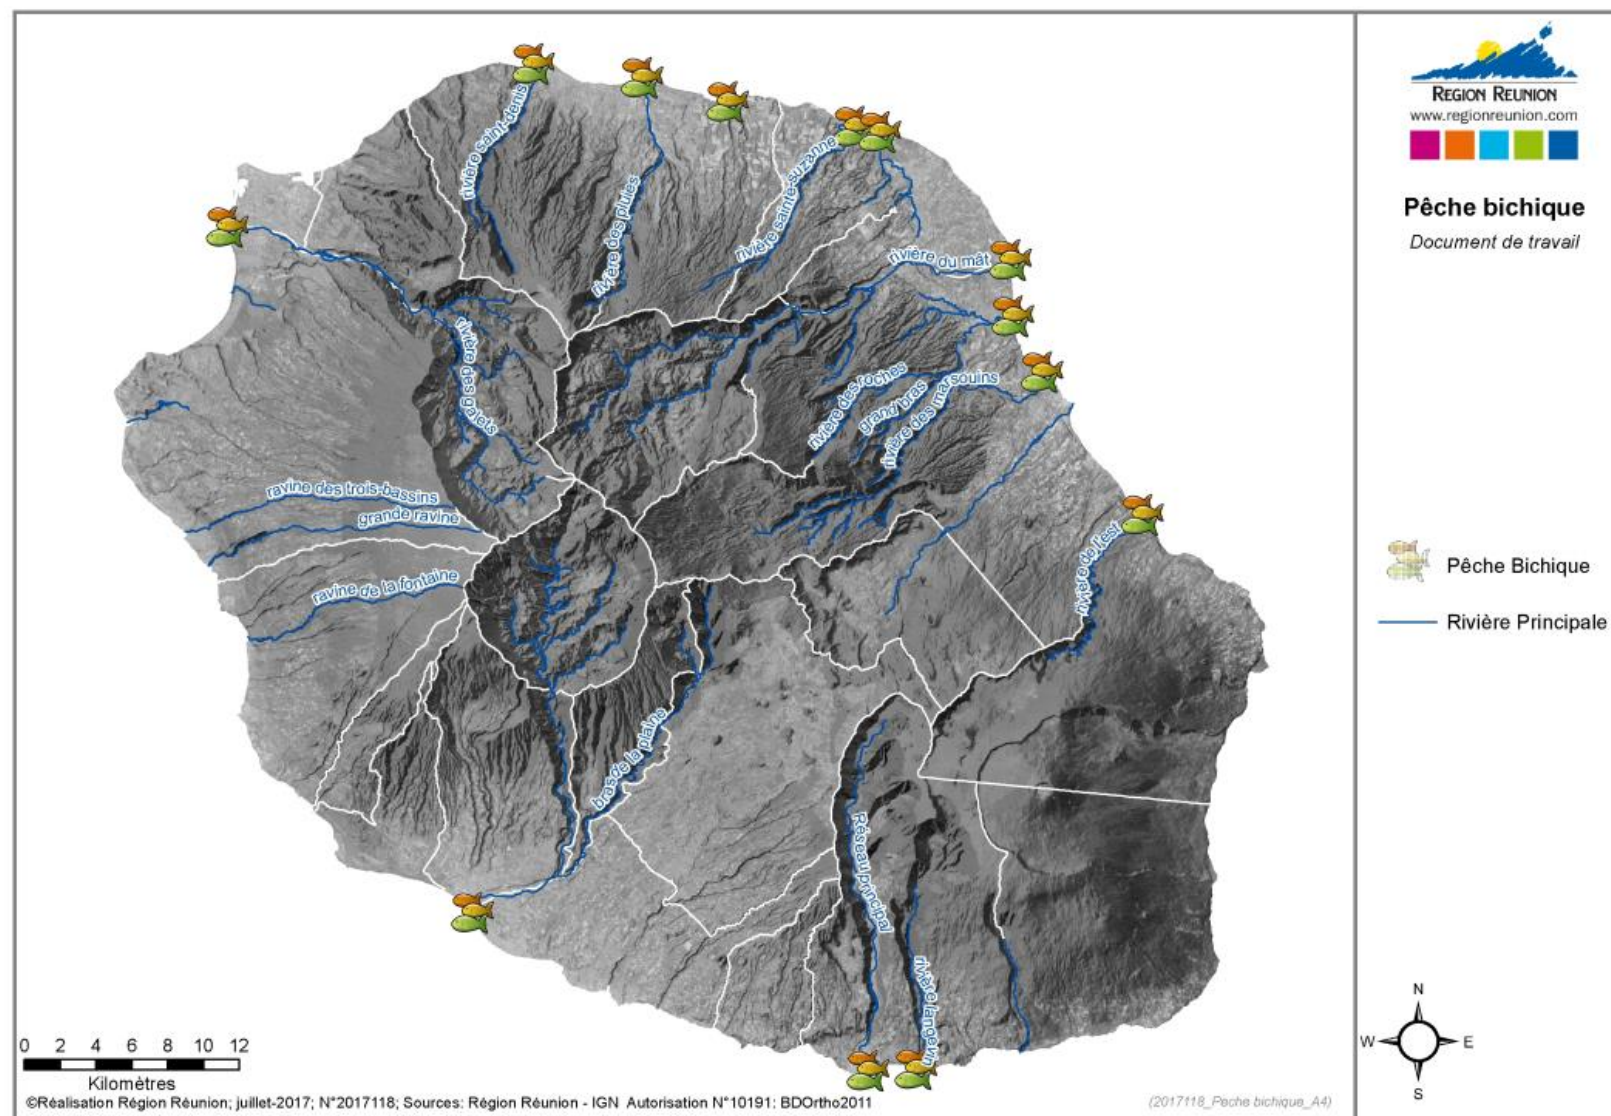 rivière saint-denis
rivière des pluies
rivière sainte-suzanne
rivière du mât
rivière des galets
rivière des roches
grand bras
rivière des marsouins
ravine des trois-bassins
grande ravine
ravine de la fontaine
rivière de l'est
bras de la plaine
Réseau principal
rivière langevin
0 2 4 6 8 10 12
Kilomètres
©Réalisation Région Réunion; juillet-2017; N°2017118; Sources: Région Réunion - IGN Autorisation N°10191; BDOrtho2011
(2017118_Peche bichique_A4)
REGION REUNION
www.regionreunion.com
Pêche bichique
Document de travail
Pêche Bichique
Rivière Principale
N
W E
S